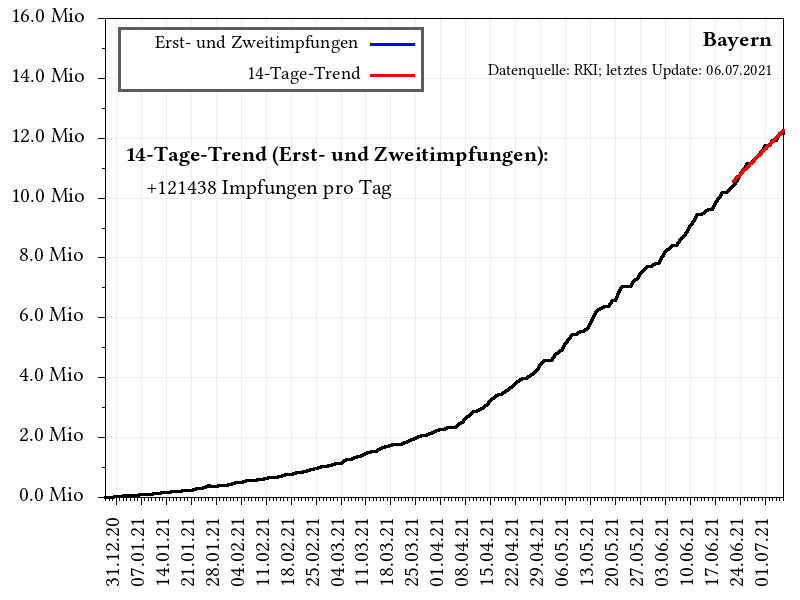 16.0 Mio
14.0 Mio
12.0 Mio
10.0 Mio
8.0 Mio
6.0 Mio
4.0 Mio
2.0 Mio
0.0 Mio
Erst- und Zweitimpfungen
14-Tage-Trend
Bayern
Datenquelle: RKI; letztes Update: 06.07.2021
14-Tage-Trend (Erst- und Zweitimpfungen):
+121438 Impfungen pro Tag
31.12.20
07.01.21
14.01.21
21.01.21
28.01.21
04.02.21
11.02.21
18.02.21
25.02.21
04.03.21
11.03.21
18.03.21
25.03.21
01.04.21
08.04.21
15.04.21
22.04.21
29.04.21
06.05.21
13.05.21
20.05.21
27.05.21
03.06.21
10.06.21
17.06.21
24.06.21
01.07.21